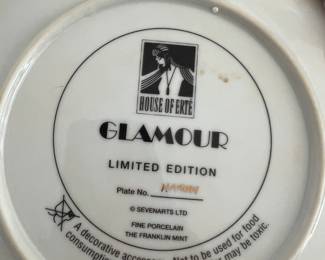 HOUSE OF ERTÉ
GLAMOUR
LIMITED EDITION
Plate No.
© SEVENARTS LTD
FINE PORCELAIN
THE FRANKLIN MINT
A decorative accessory. Not to be used for food
consumption. may be toxic.